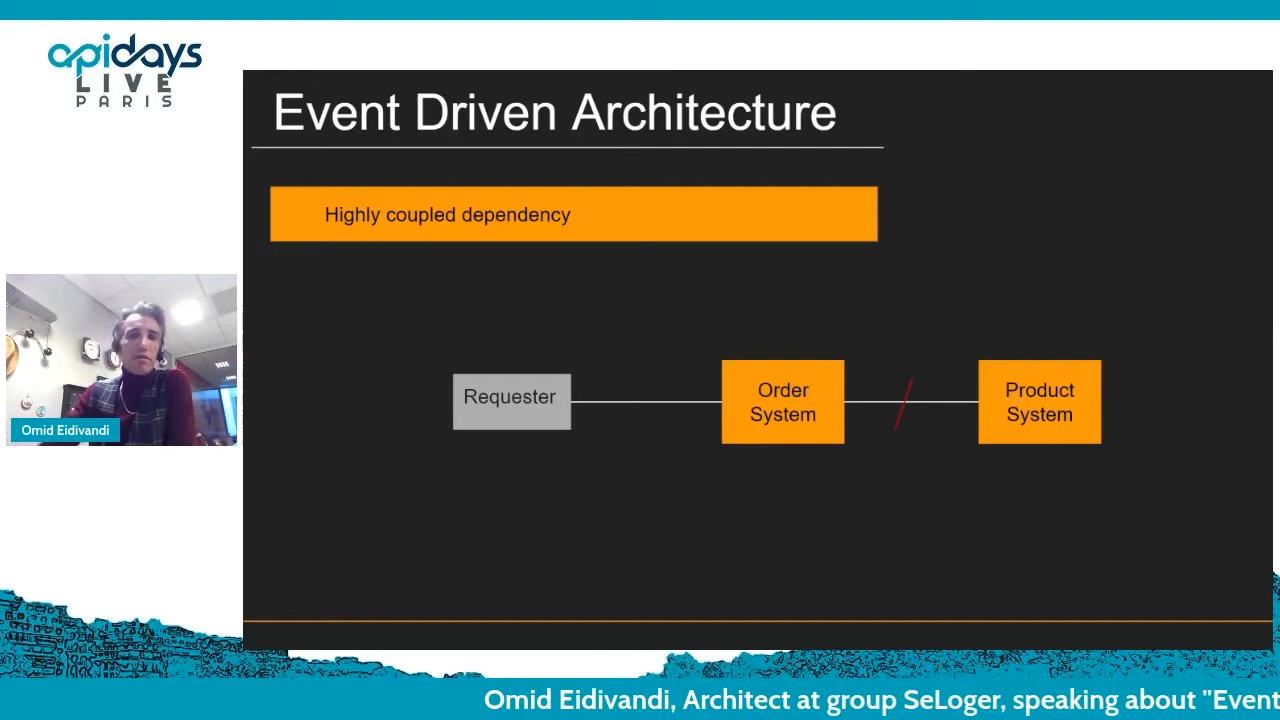 apidays
LIVE
PARIS
Event Driven Architecture
Highly coupled dependency
Requester
Order
System
Product
System
Omid Eidivandi
Omid Eidivandi, Architect at group SeLoger, speaking about "Event